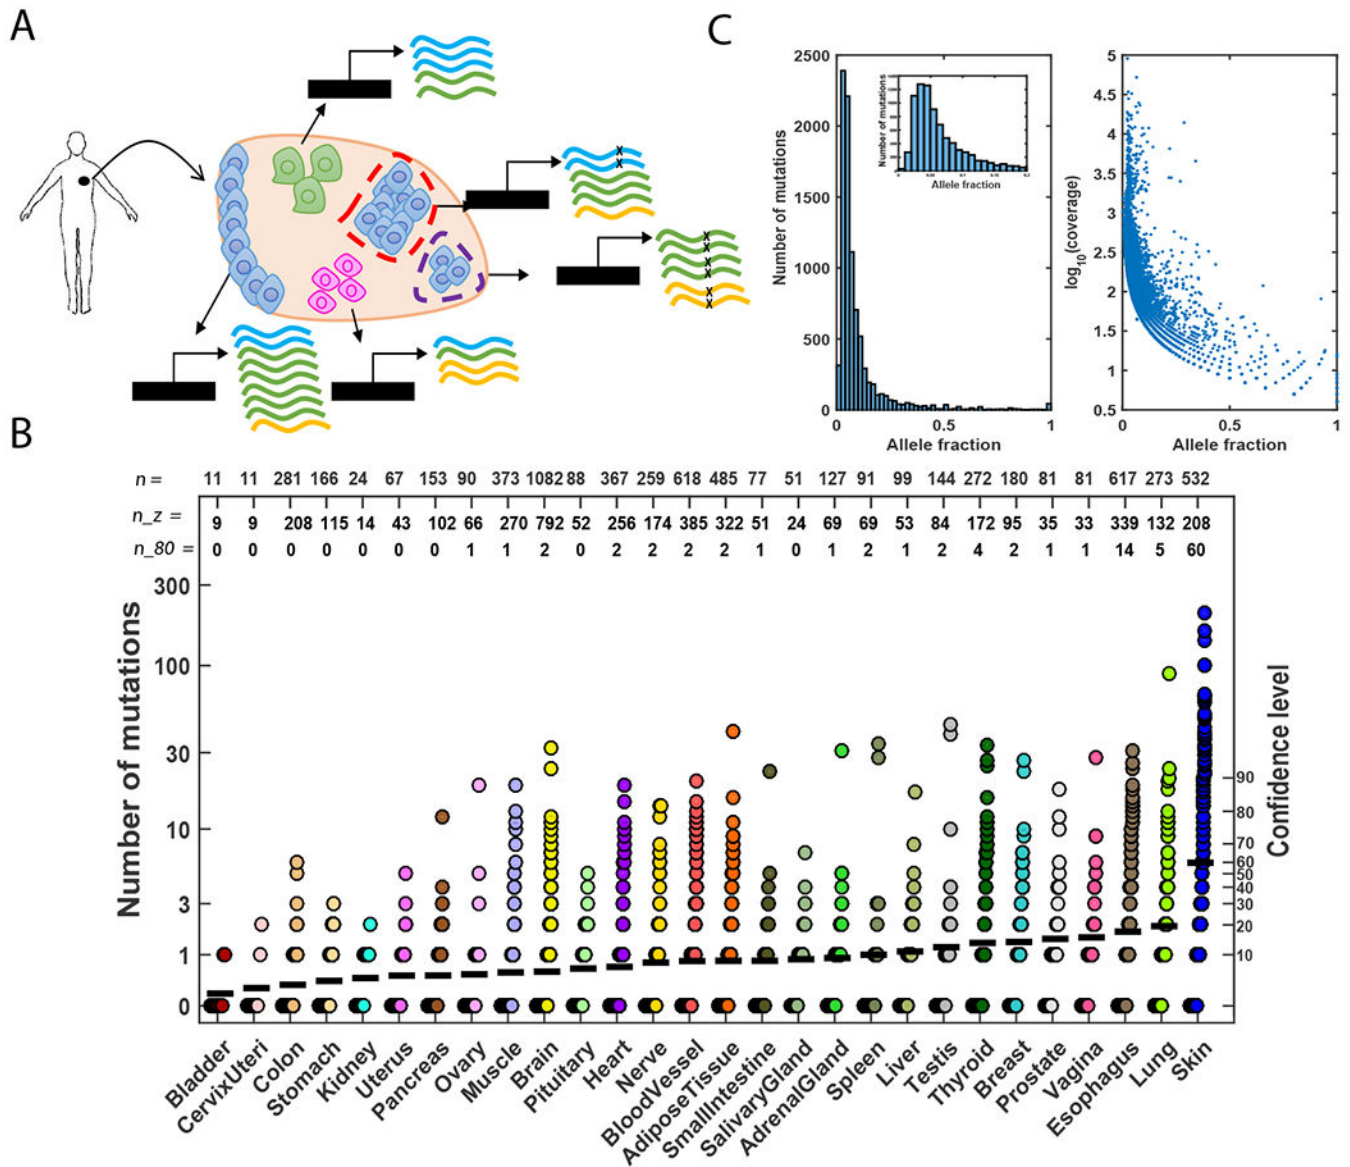 A
C
2500
2000
1500
1000
500
0
Number of mutations
0
0.5
1
Allele fraction
Number of mutations
0
0.05
0.1
0.15
0.2
Allele fraction
5
4.5
4
3.5
3
2.5
2
1.5
1
0.5
log10(coverage)
0
0.5
1
Allele fraction
x
x
x
x
x
x
x
x
B
n = 11 11 281 166 24 67 153 90 373 1082 88 367 259 618 485 77 51 127 91 99 144 272 180 81 81 617 273 532
n_z = 9 9 208 115 14 43 102 66 270 792 52 256 174 385 322 51 24 69 69 53 84 172 95 35 33 339 132 208
n_80 = 0 0 0 0 0 0 0 1 1 2 0 2 2 2 2 1 0 1 2 1 2 4 2 1 1 14 5 60
300
100
30
10
3
1
0
Number of mutations
90
80
70
60
50
40
30
20
10
Confidence level
Bladder
CervixUteri
Colon
Stomach
Kidney
Uterus
Pancreas
Ovary
Muscle
Brain
Pituitary
Heart
Nerve
BloodVessel
AdiposeTissue
SmallIntestine
SalivaryGland
AdrenalGland
Spleen
Liver
Testis
Thyroid
Breast
Prostate
Vagina
Esophagus
Lung
Skin